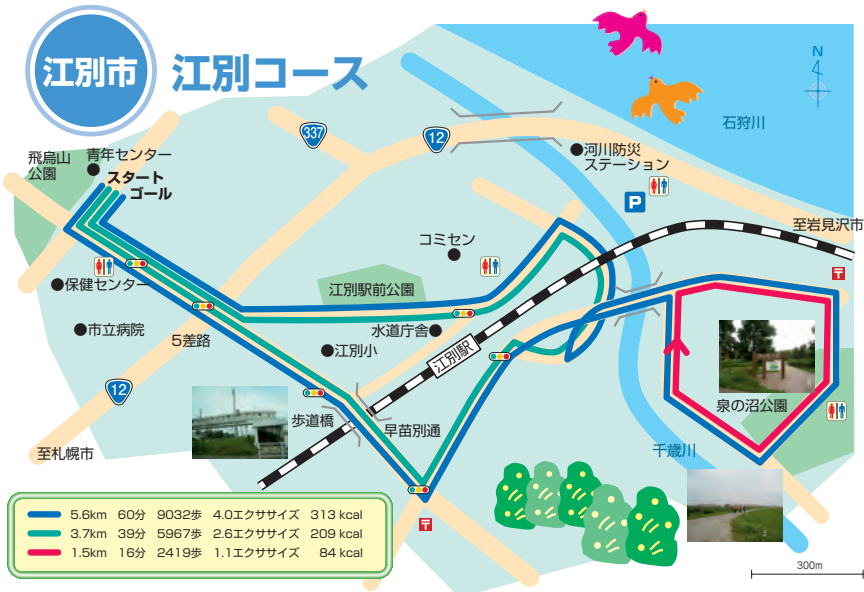 江別市
江別コース
N
石狩川
337
12
河川防災
ステーション
P
飛烏山
公園
青年センター
スタート
ゴール
至岩見沢市
コミセン
保健センター
江別駅前公園
市立病院
5差路
水道庁舎
江別小
江別駅
12
歩道橋
早苗別通
泉の沼公園
至札幌市
千歳川
5.6km 60分 9032歩 4.0エクササイズ 313 kcal
3.7km 39分 5967歩 2.6エクササイズ 209 kcal
1.5km 16分 2419歩 1.1エクササイズ 84 kcal
300m